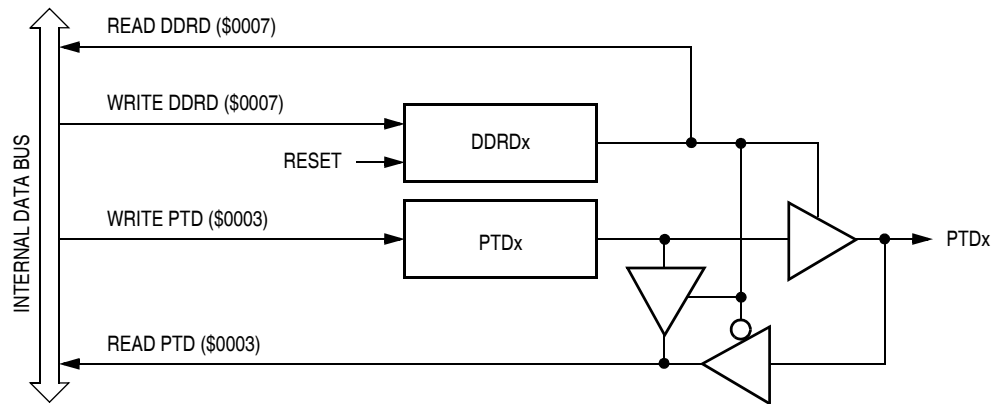 READ DDRD ($0007)
WRITE DDRD ($0007)
DDRDx
RESET
WRITE PTD ($0003)
PTDx
PTDx
READ PTD ($0003)
INTERNAL DATA BUS